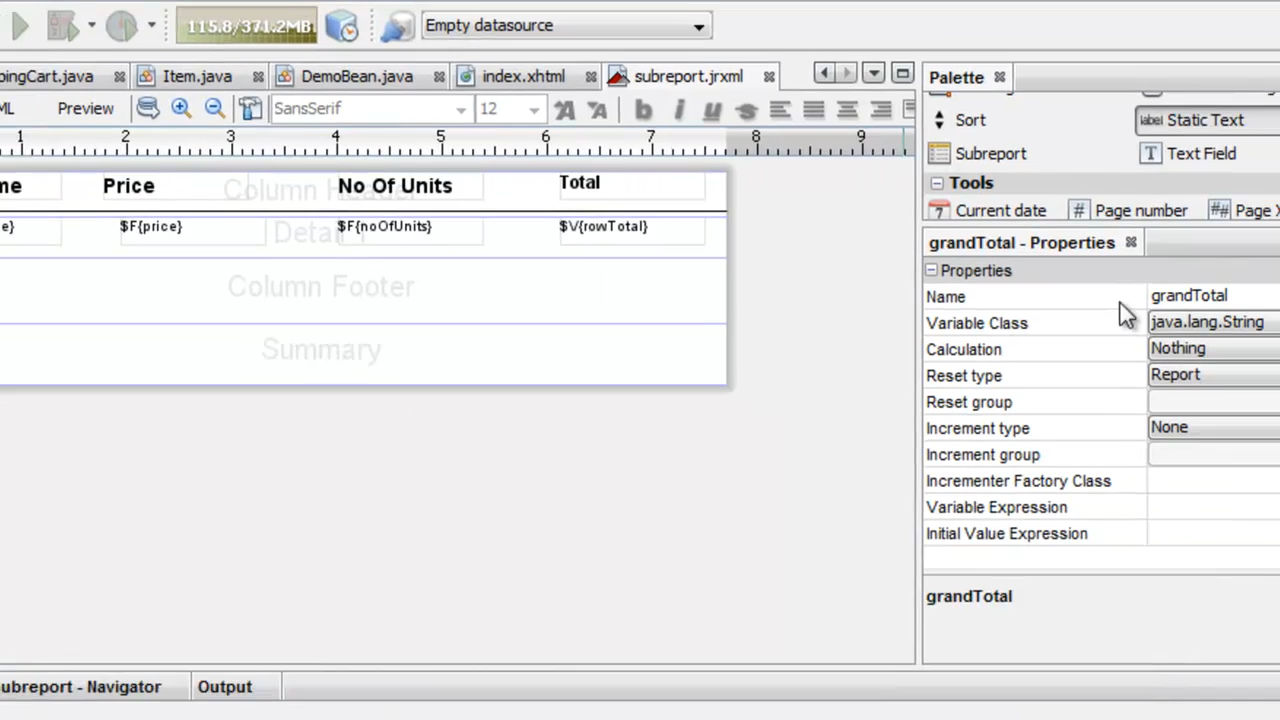 115.8/371.2MB Empty datasource
pingCart.java Item.java DemoBean.java index.xhtml subreport.jrxml
ML Preview SansSerif 12 A A b i u s
1 2 3 4 5 6 7 8 9
me Price Column Header No Of Units Total
e} $F{price} Detail 1 $F{noOfUnits} $V{rowTotal}
Column Footer
Summary
Palette
Sort label Static Text
Subreport T Text Field
Tools
7 Current date # Page number ## Page X
grandTotal - Properties
Properties
Name grandTotal
Variable Class java.lang.String
Calculation Nothing
Reset type Report
Reset group
Increment type None
Increment group
Incrementer Factory Class
Variable Expression
Initial Value Expression
grandTotal
ubreport - Navigator Output